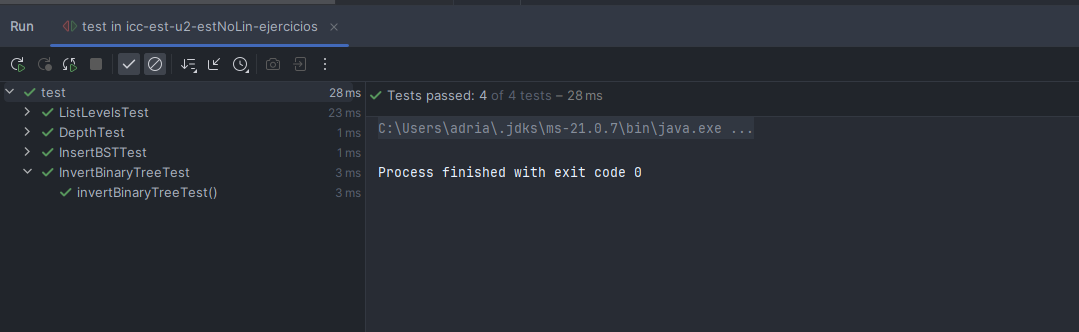 Run test in icc-est-u2-estNoLin-ejercicios
test 28 ms
ListLevelsTest 23 ms
DepthTest 1 ms
InsertBSTTest 1 ms
InvertBinaryTreeTest 3 ms
invertBinaryTreeTest() 3 ms
Tests passed: 4 of 4 tests – 28 ms
C:\Users\adria\.jdks\ms-21.0.7\bin\java.exe ...
Process finished with exit code 0